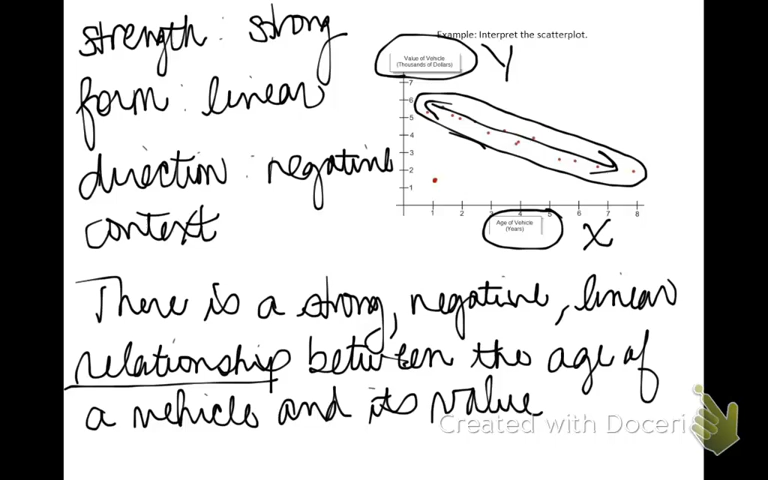 strength: strong
Example: Interpret the scatterplot.
Value of Vehicle
(Thousands of Dollars)
Y
form: linear
direction: negative
context
7
6
5
4
3
2
1
1 2 3 4 5 6 7 8
Age of Vehicle
(Years)
X
There is a strong, negative, linear
relationship between the age of
a vehicle and its value
Created with Doceri